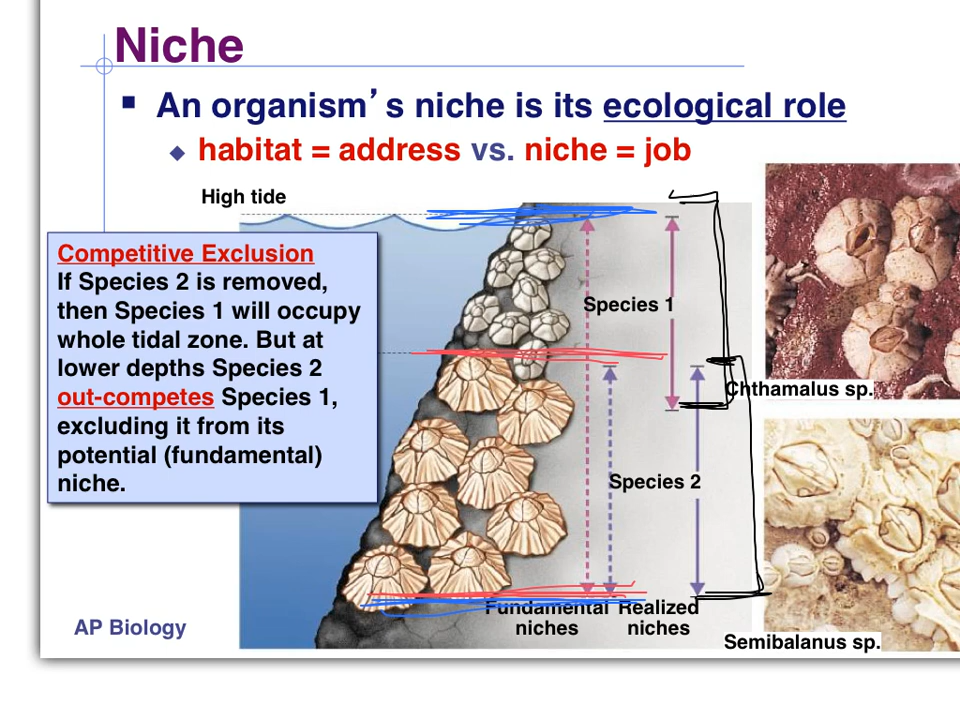 Niche
■ An organism’s niche is its ecological role
◆ habitat = address vs. niche = job
High tide
Competitive Exclusion
If Species 2 is removed,
then Species 1 will occupy
whole tidal zone. But at
lower depths Species 2
out-competes Species 1,
excluding it from its
potential (fundamental)
niche.
Species 1
Chthamalus sp.
Species 2
Fundamental Realized
niches niches
AP Biology
Semibalanus sp.